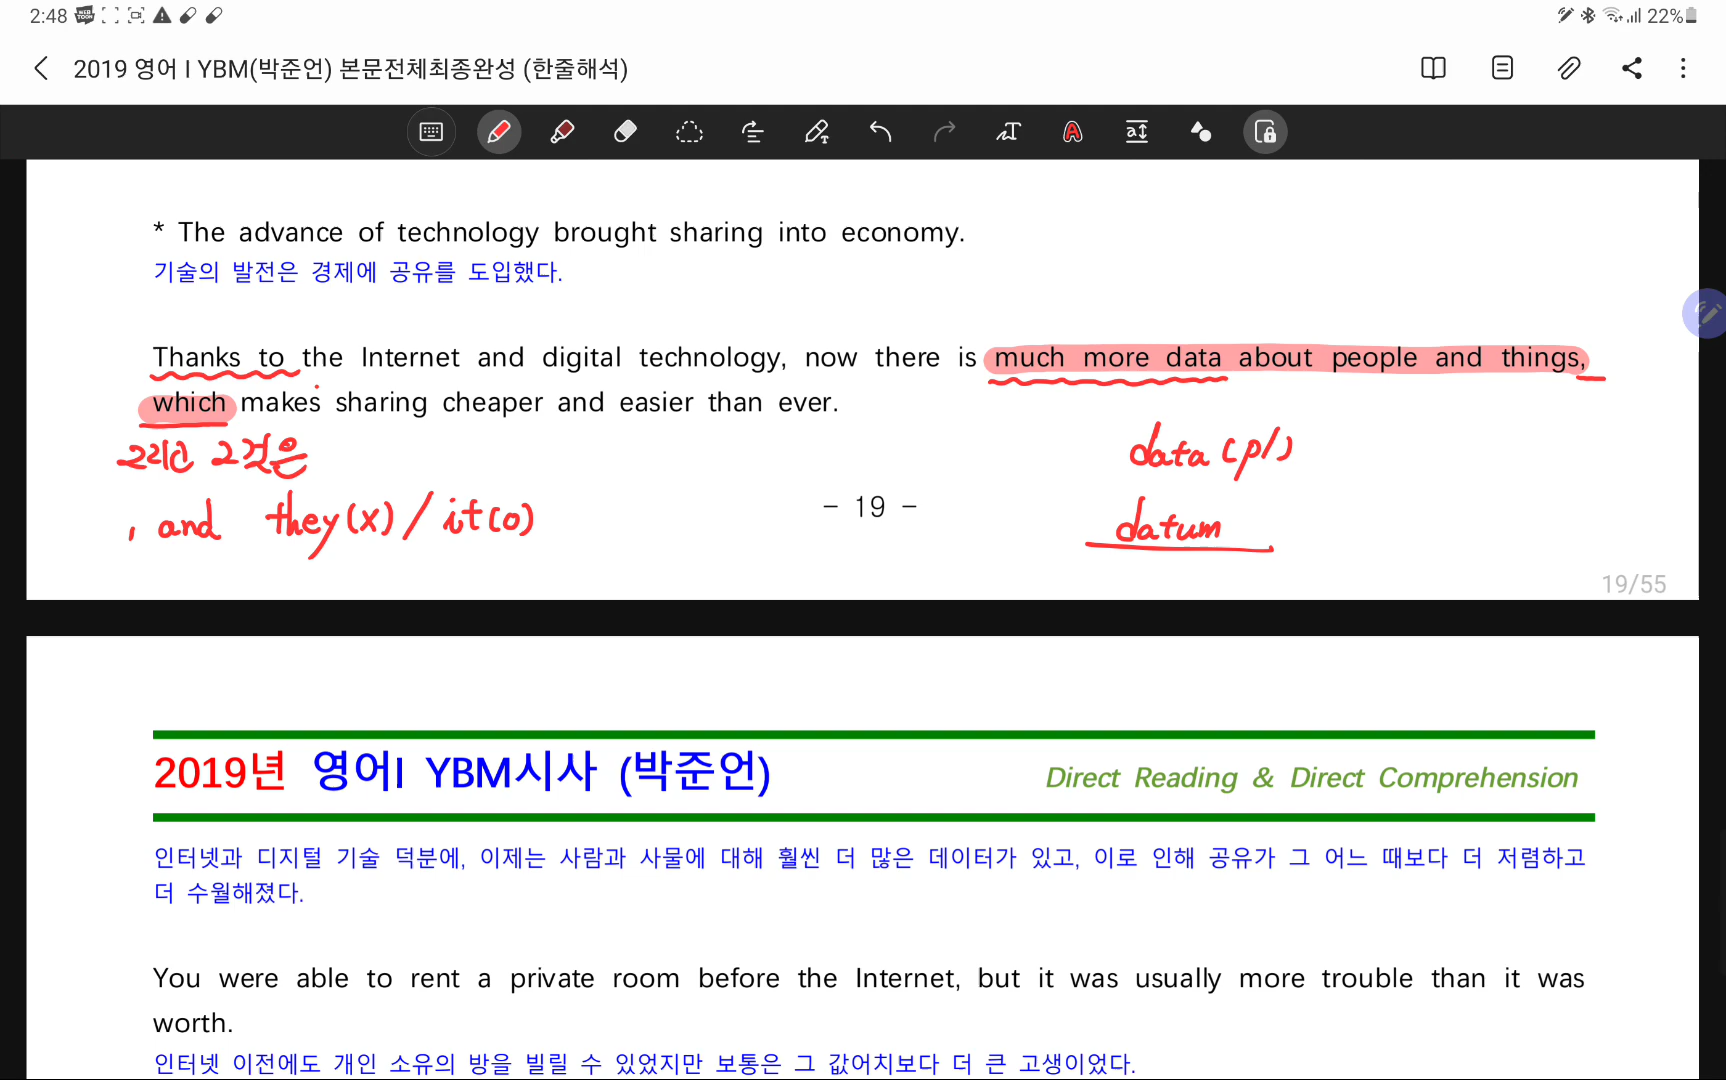 2:48 22%
2019 영어 I YBM(박준언) 본문전체최종완성 (한줄해석)
* The advance of technology brought sharing into economy.
기술의 발전은 경제에 공유를 도입했다.
Thanks to the Internet and digital technology, now there is much more data about people and things,
which makes sharing cheaper and easier than ever.
그리고 그것은
data (pl)
, and they(x) / it(o)
- 19 -
datum
19/55
2019년 영어I YBM시사 (박준언)
Direct Reading & Direct Comprehension
인터넷과 디지털 기술 덕분에, 이제는 사람과 사물에 대해 훨씬 더 많은 데이터가 있고, 이로 인해 공유가 그 어느 때보다 더 저렴하고
더 수월해졌다.
You were able to rent a private room before the Internet, but it was usually more trouble than it was
worth.
인터넷 이전에도 개인 소유의 방을 빌릴 수 있었지만 보통은 그 값어치보다 더 큰 고생이었다.